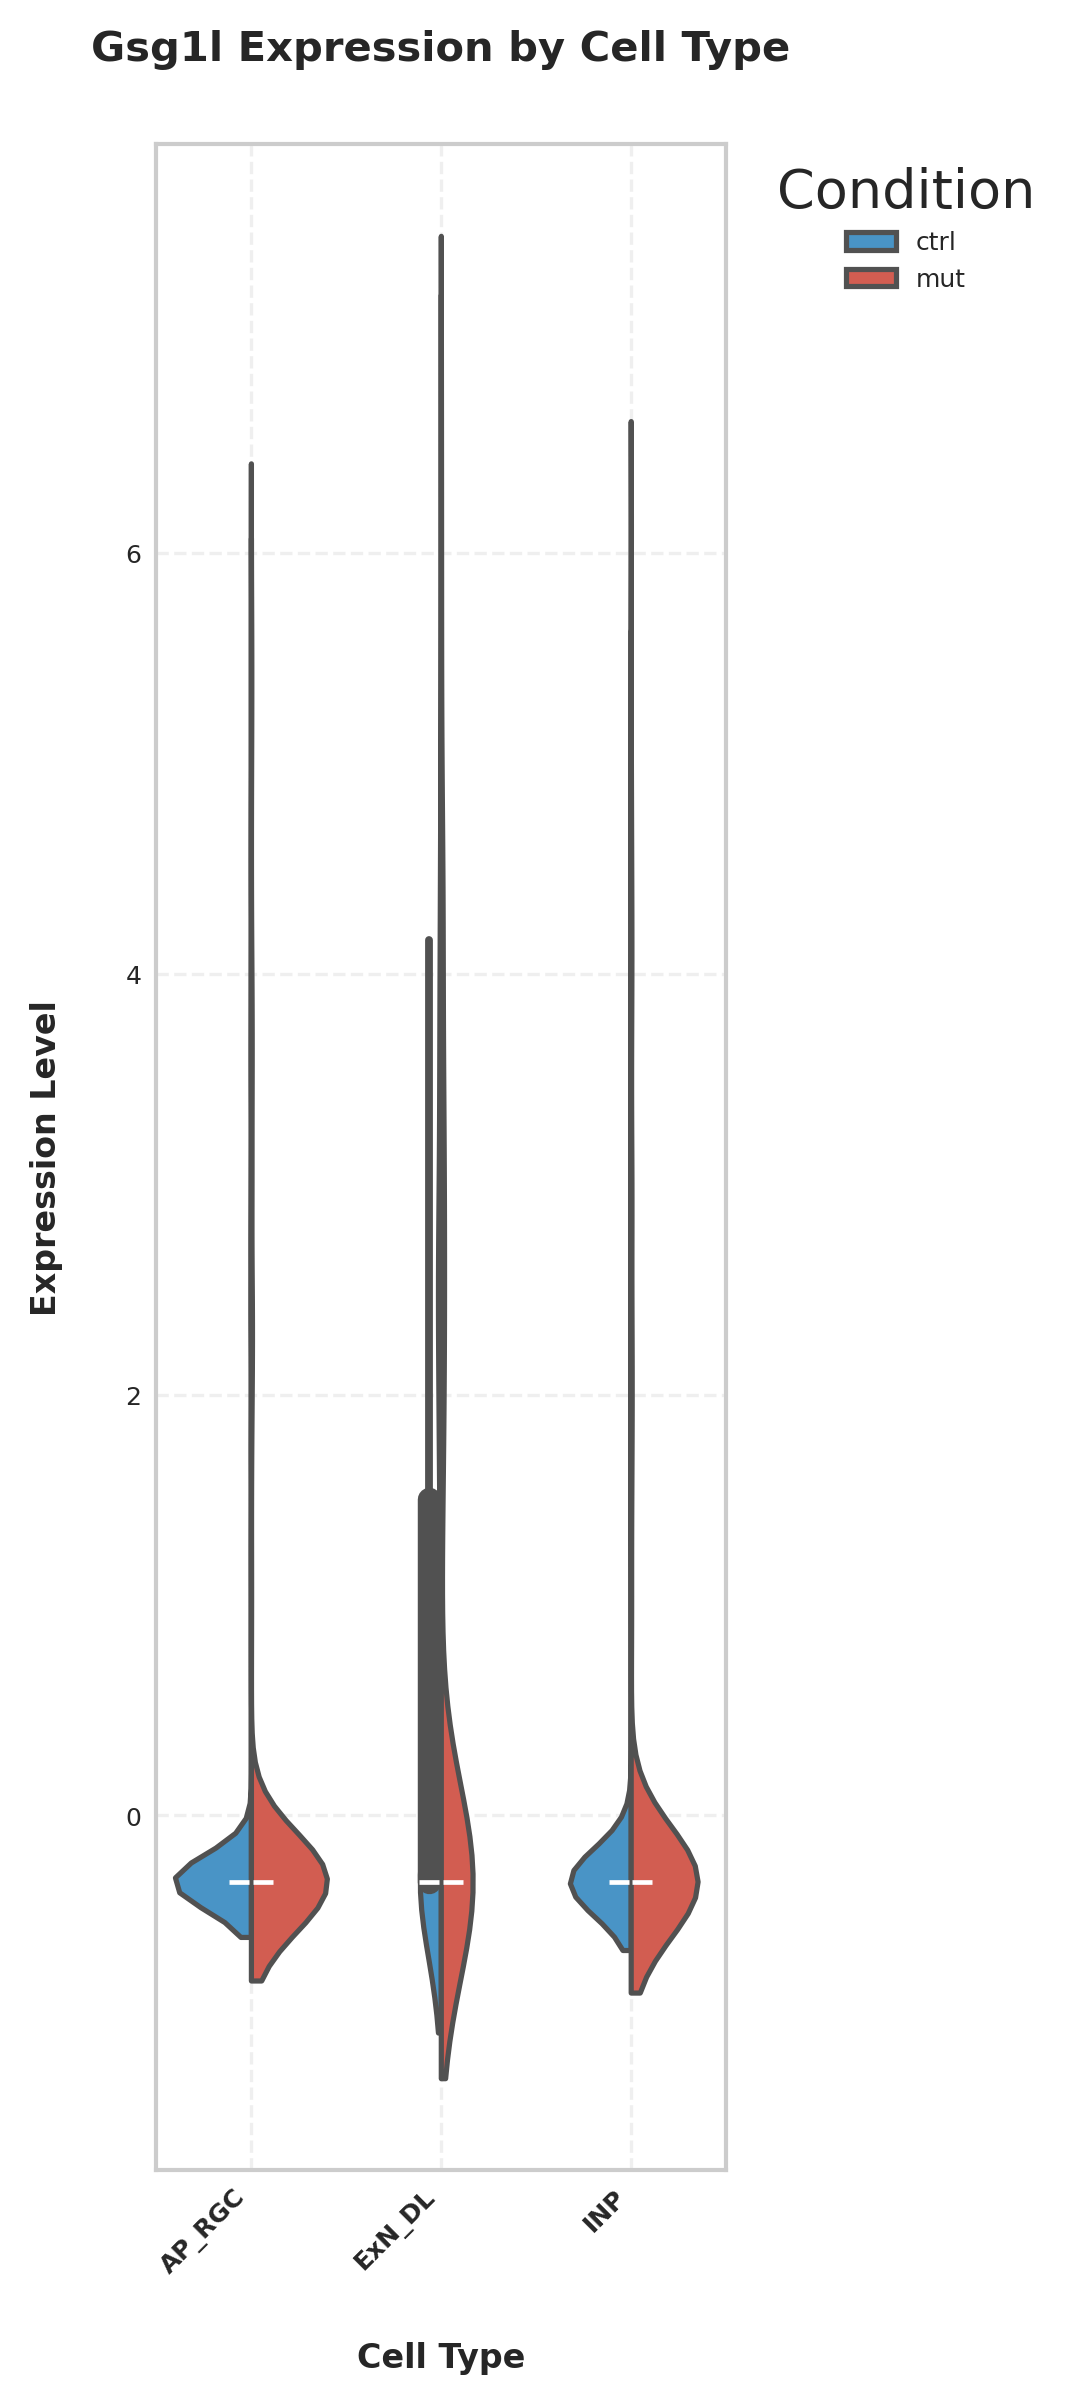 Gsg1l Expression by Cell Type
Condition
ctrl
mut
6
4
2
0
Expression Level
AP_RGC
ExN_DL
INP
Cell Type